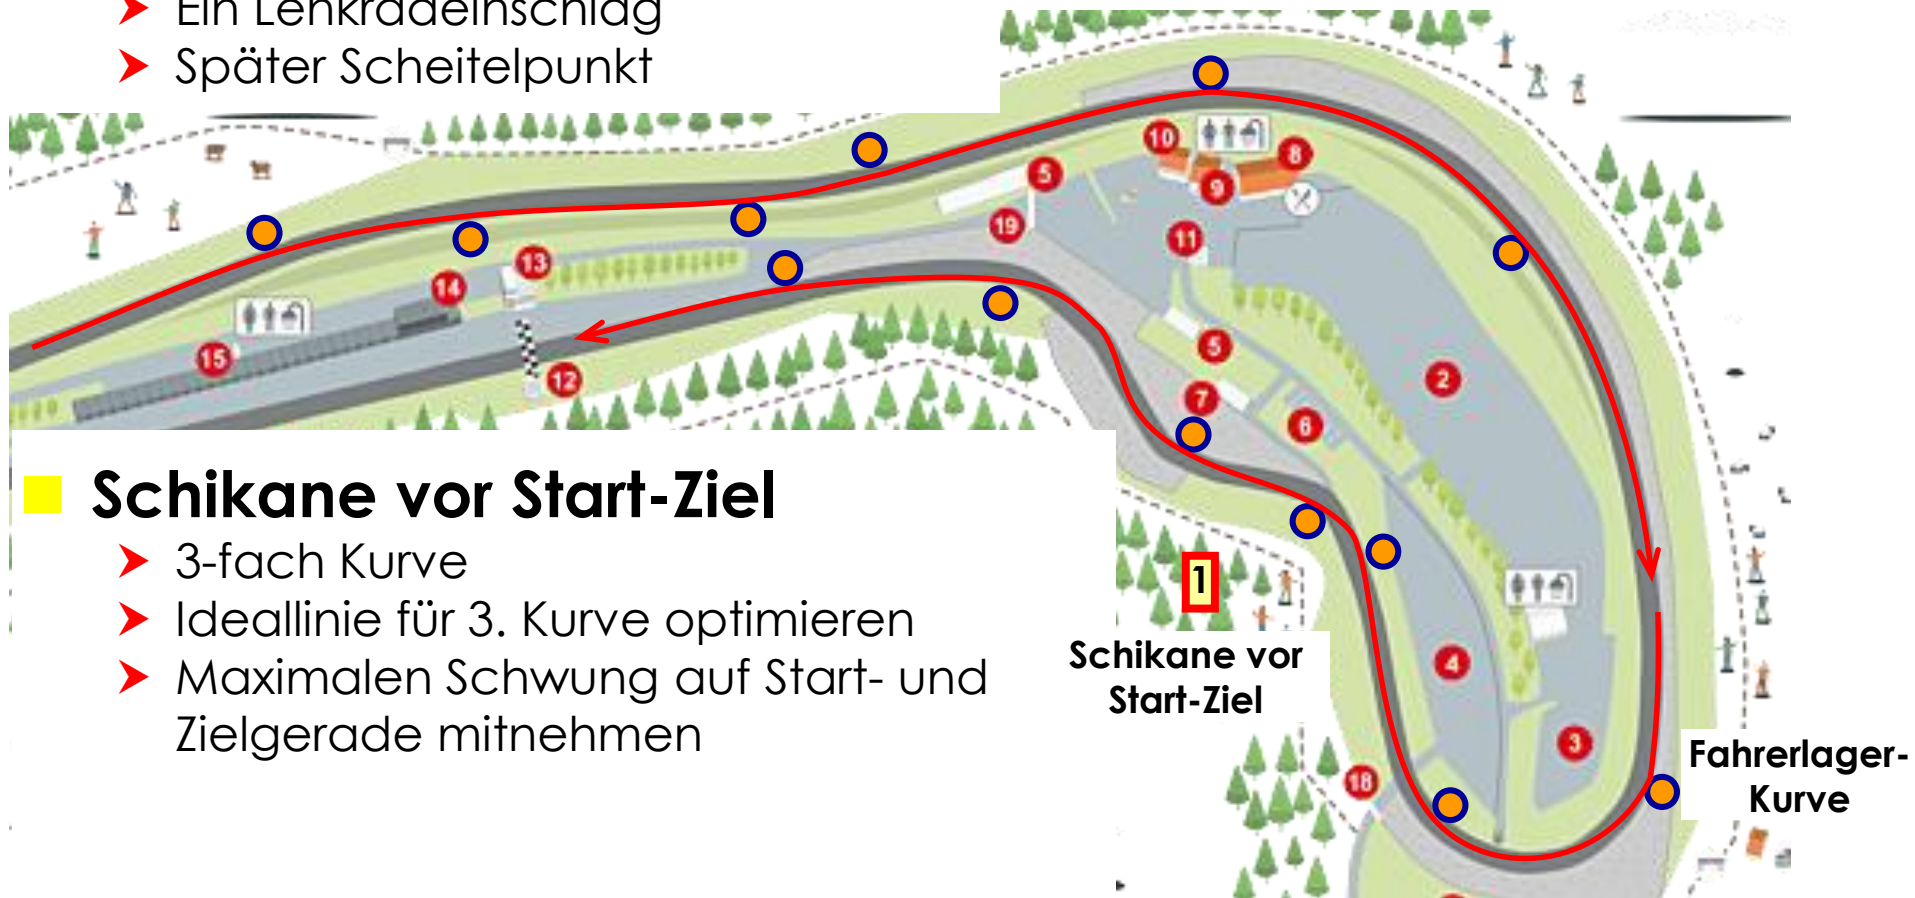 Ein Lenkradeinschlag
Später Scheitelpunkt
10
8
5
9
19
11
13
14
15
12
5
7
6
2
Schikane vor Start-Ziel
3-fach Kurve
Ideallinie für 3. Kurve optimieren
Maximalen Schwung auf Start- und
Zielgerade mitnehmen
1
Schikane vor
Start-Ziel
4
3
18
Fahrerlager-
Kurve